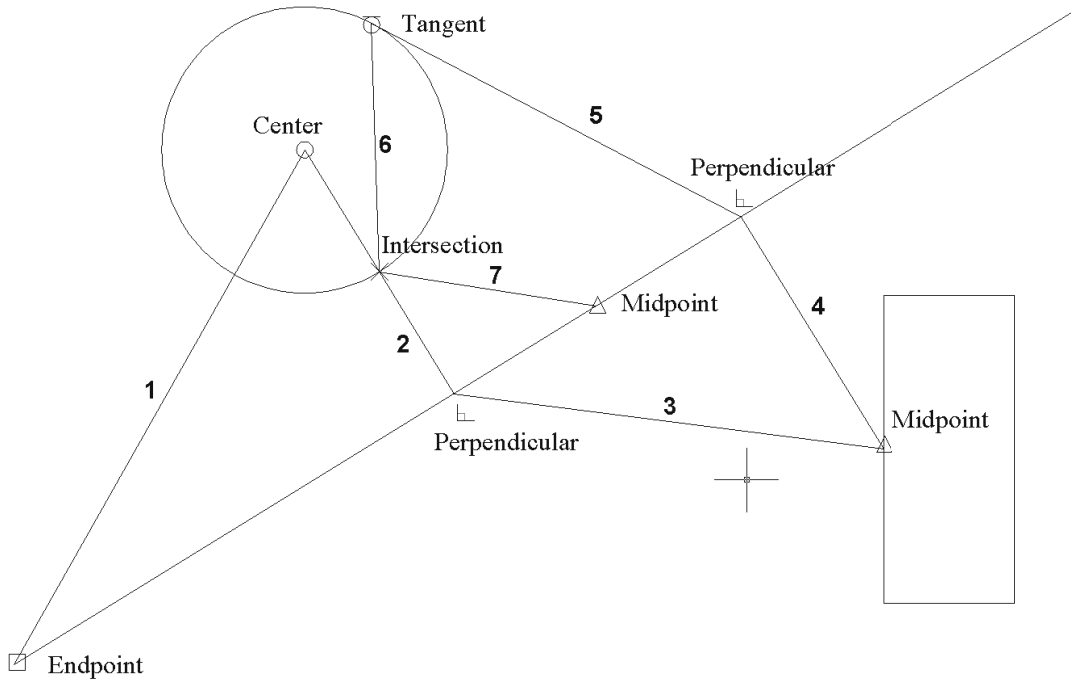 Tangent
5
Center
6
Perpendicular
Intersection
7
Midpoint
4
2
1
3
Midpoint
Perpendicular
Endpoint